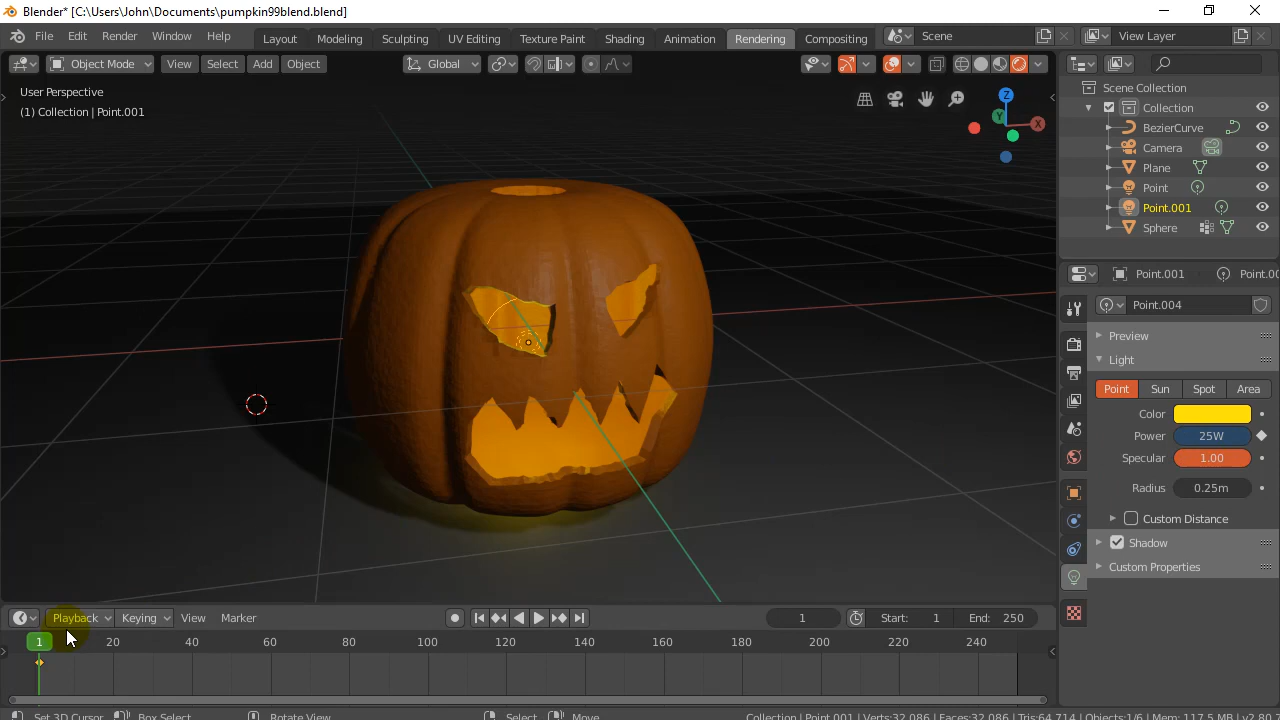 Blender* [C:\Users\John\Documents\pumpkin99blend.blend]
File Edit Render Window Help Layout Modeling Sculpting UV Editing Texture Paint Shading Animation Rendering Compositing Scene View Layer
Object Mode View Select Add Object Global
User Perspective
(1) Collection | Point.001
Z
Y
X
Scene Collection
Collection
BezierCurve
Camera
Plane
Point
Point.001
Sphere
Point.001 Point.00
Point.004
Preview
Light
Point Sun Spot Area
Color
Power 25W
Specular 1.00
Radius 0.25m
Custom Distance
Shadow
Custom Properties
Playback Keying View Marker 1 Start: 1 End: 250
1 20 40 60 80 100 120 140 160 180 200 220 240
Set 3D Cursor Box Select Rotate View Select Move Collection | Point.001 | Verts:32,086 | Faces:32,086 | Tris:64,714 | Objects:1/6 | Mem: 117.5 MB | v2.80